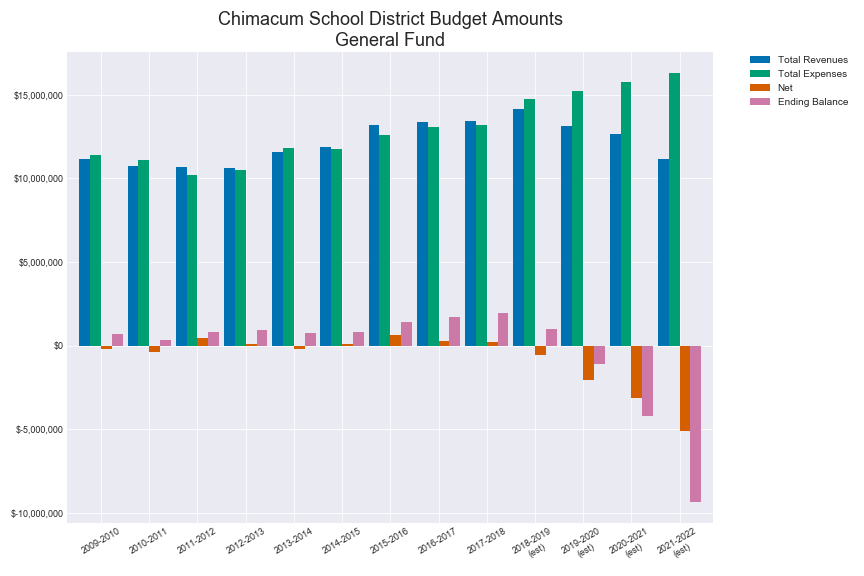 Chimacum School District Budget Amounts
General Fund
Total Revenues
Total Expenses
Net
Ending Balance
$15,000,000
$10,000,000
$5,000,000
$0
$-5,000,000
$-10,000,000
2009-2010
2010-2011
2011-2012
2012-2013
2013-2014
2014-2015
2015-2016
2016-2017
2017-2018
2018-2019
(est)
2019-2020
(est)
2020-2021
(est)
2021-2022
(est)